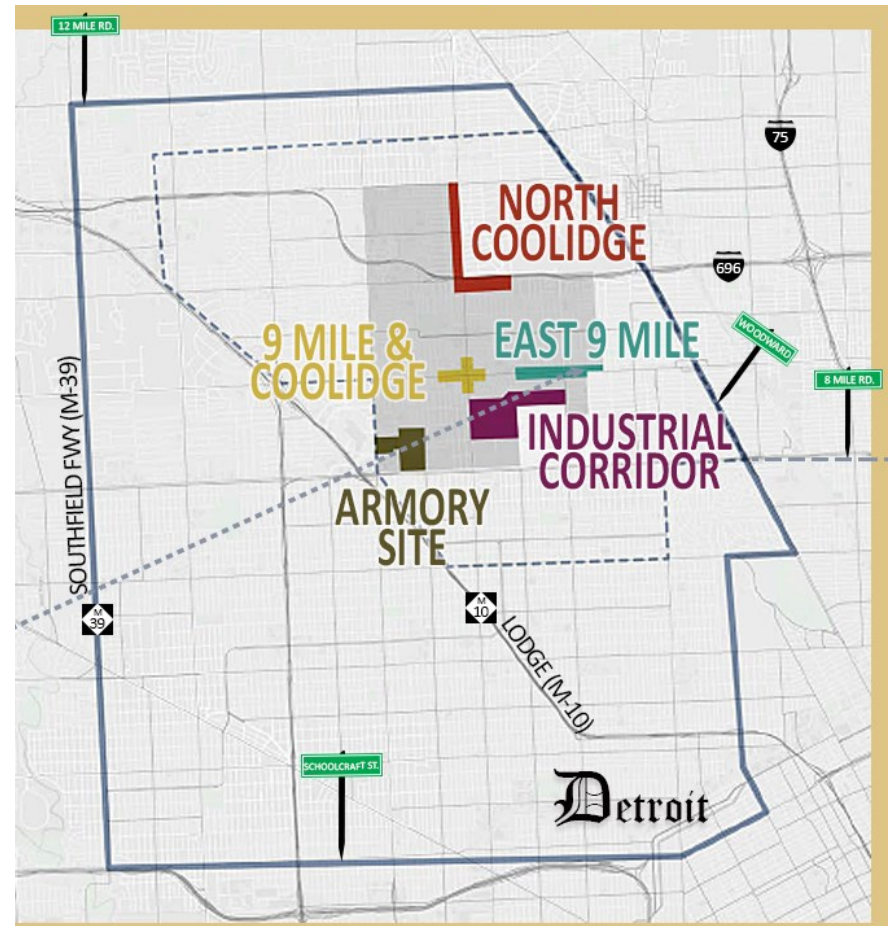 12 MILE RD.
75
NORTH
COOLIDGE
696
9 MILE &
COOLIDGE
EAST 9 MILE
WOODWARD
8 MILE RD.
SOUTHFIELD FWY (M-39)
INDUSTRIAL
CORRIDOR
ARMORY
SITE
M
39
M
10
LODGE (M-10)
SCHOOLCRAFT ST.
Detroit